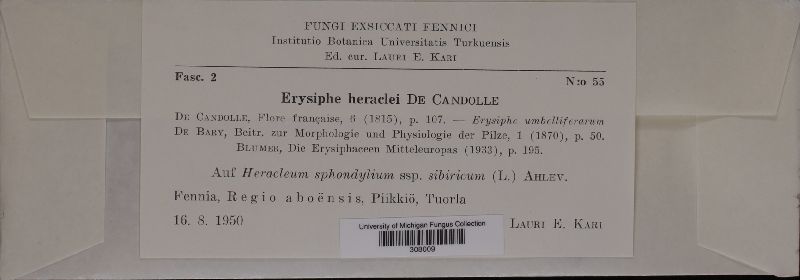 FUNGI EXSICCATI FENNICI
Institutio Botanica Universitatis Turkuensis
Ed. cur. LAURI E. KARI
Fasc. 2 N:o 55
Erysiphe heraclei DE CANDOLLE
DE CANDOLLE, Flore française, 6 (1815), p. 107. — Erysiphe umbelliferarum
DE BARY, Beitr. zur Morphologie und Physiologie der Pilze, 1 (1870), p. 50.
BLUMER, Die Erysiphaceen Mitteleuropas (1933), p. 195.
Auf Heracleum sphondylium ssp. sibiricum (L.) AHLEV.
Fennia, Regio aboënsis, Piikkiö, Tuorla
16. 8. 1950 LAURI E. KARI
University of Michigan Fungus Collection
308009